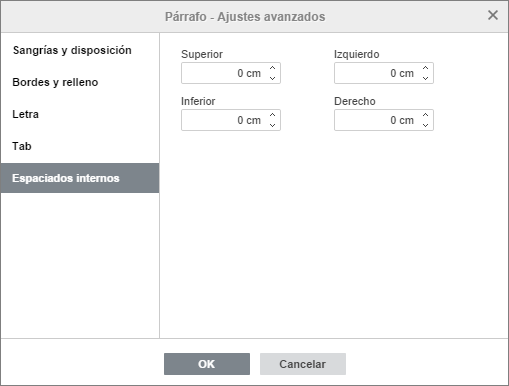 Párrafo - Ajustes avanzados
Sangrías y disposición
Bordes y relleno
Letra
Tab
Espaciados internos
Superior
Izquierdo
0 cm
0 cm
Inferior
Derecho
0 cm
0 cm
OK
Cancelar